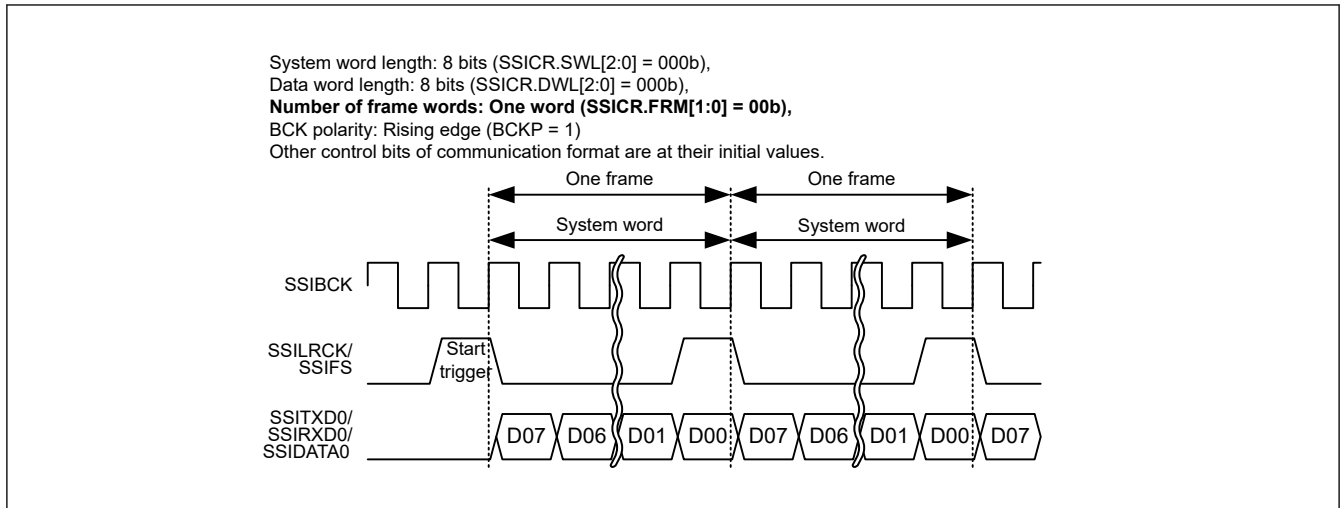 System word length: 8 bits (SSICR.SWL[2:0] = 000b),
Data word length: 8 bits (SSICR.DWL[2:0] = 000b),
Number of frame words: One word (SSICR.FRM[1:0] = 00b),
BCK polarity: Rising edge (BCKP = 1)
Other control bits of communication format are at their initial values.
One frame One frame
System word System word
SSIBCK
SSILRCK/
SSIFS
Start
trigger
SSITXD0/
SSIRXD0/
SSIDATA0
D07 D06 D01 D00 D07 D06 D01 D00 D07